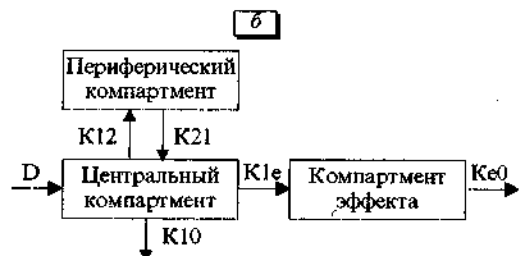 б
Периферический
компартмент
K12 K21
D
Центральный
компартмент
K1e
Компартмент
эффекта
Ke0
K10